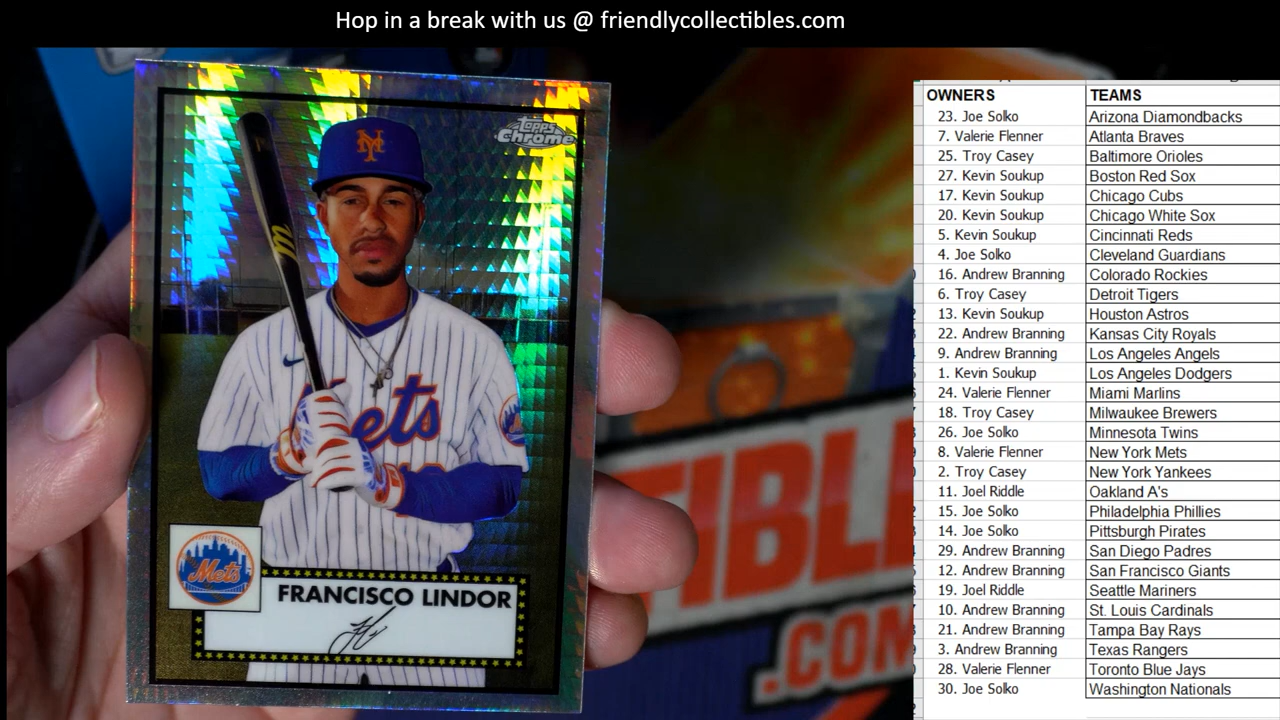 Hop in a break with us @ friendlycollectibles.com
Topps
Chrome
NY
M
Mets
Mets
FRANCISCO LINDOR
TIBL
.COM
OWNERS TEAMS
23. Joe Solko Arizona Diamondbacks
7. Valerie Flenner Atlanta Braves
25. Troy Casey Baltimore Orioles
27. Kevin Soukup Boston Red Sox
17. Kevin Soukup Chicago Cubs
20. Kevin Soukup Chicago White Sox
5. Kevin Soukup Cincinnati Reds
4. Joe Solko Cleveland Guardians
16. Andrew Branning Colorado Rockies
6. Troy Casey Detroit Tigers
13. Kevin Soukup Houston Astros
22. Andrew Branning Kansas City Royals
9. Andrew Branning Los Angeles Angels
1. Kevin Soukup Los Angeles Dodgers
24. Valerie Flenner Miami Marlins
18. Troy Casey Milwaukee Brewers
26. Joe Solko Minnesota Twins
8. Valerie Flenner New York Mets
2. Troy Casey New York Yankees
11. Joel Riddle Oakland A's
15. Joe Solko Philadelphia Phillies
14. Joe Solko Pittsburgh Pirates
29. Andrew Branning San Diego Padres
12. Andrew Branning San Francisco Giants
19. Joel Riddle Seattle Mariners
10. Andrew Branning St. Louis Cardinals
21. Andrew Branning Tampa Bay Rays
3. Andrew Branning Texas Rangers
28. Valerie Flenner Toronto Blue Jays
30. Joe Solko Washington Nationals